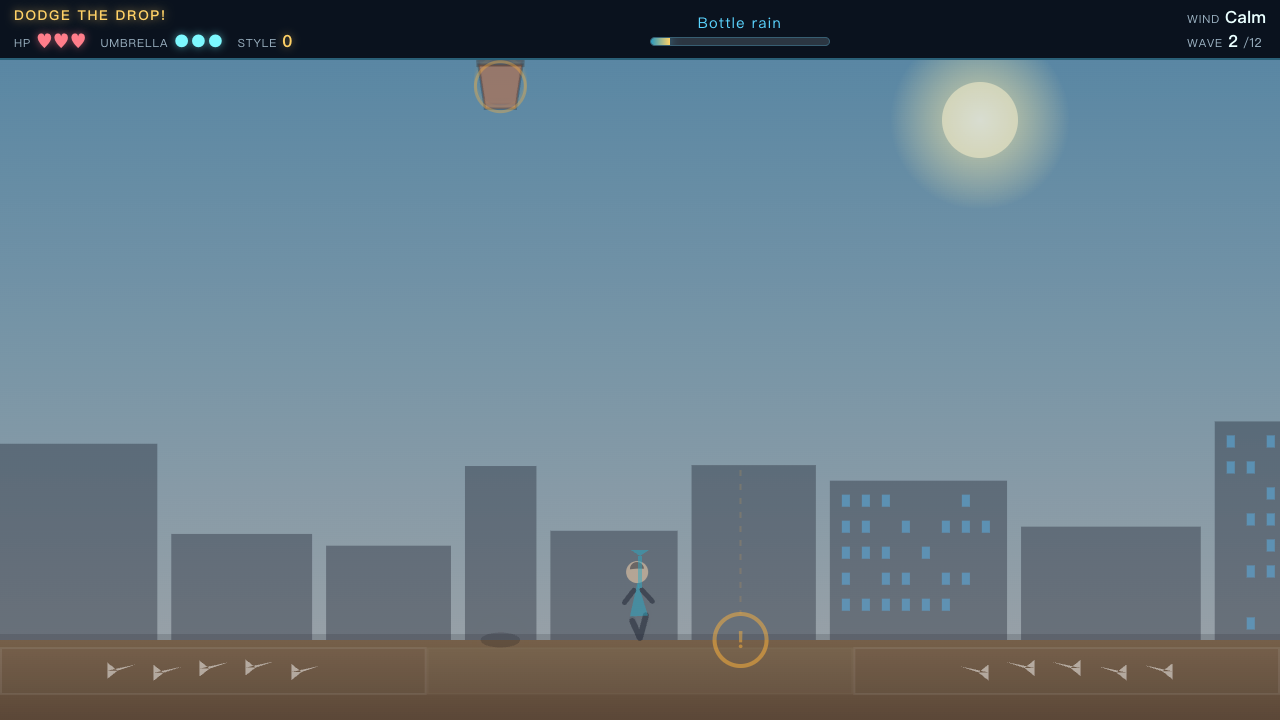 DODGE THE DROP!
HP UMBRELLA STYLE 0
Bottle rain
WIND Calm
WAVE 2 /12
!